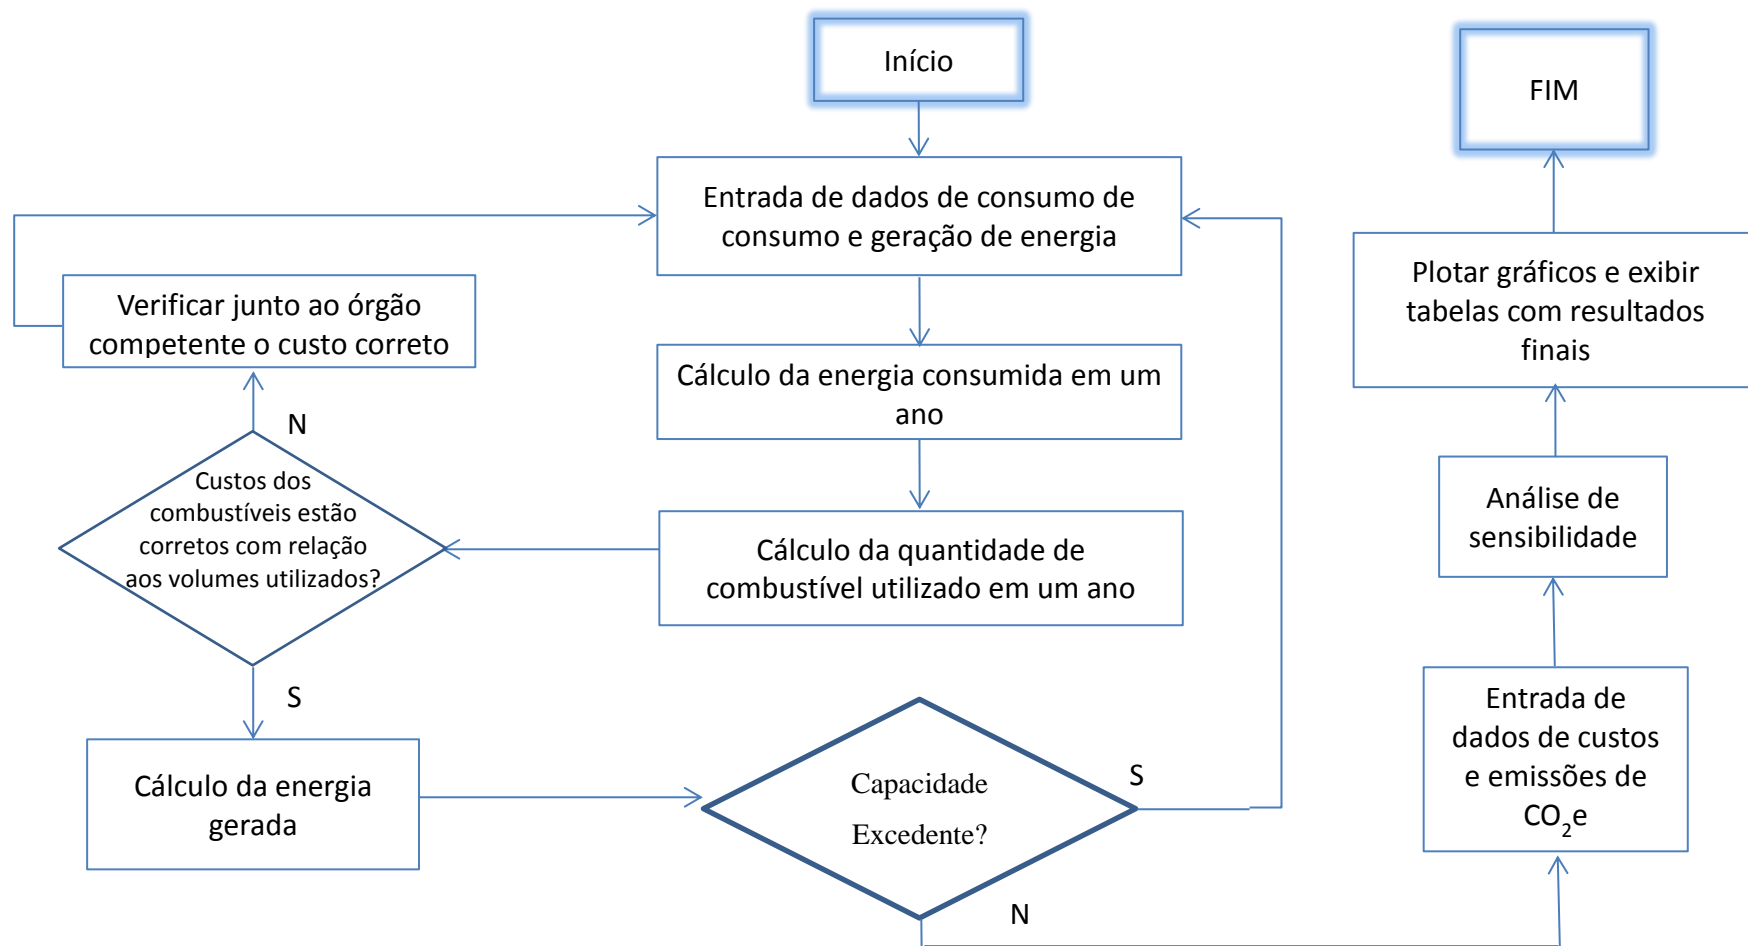 Início
FIM
Entrada de dados de consumo de
consumo e geração de energia
Verificar junto ao órgão
competente o custo correto
Plotar gráficos e exibir
tabelas com resultados
finais
Cálculo da energia consumida em um
ano
N
Custos dos
combustíveis estão
corretos com relação
aos volumes utilizados?
Cálculo da quantidade de
combustível utilizado em um ano
Análise de
sensibilidade
S
Cálculo da energia
gerada
Capacidade
Excedente?
S
N
Entrada de
dados de custos
e emissões de
CO₂e